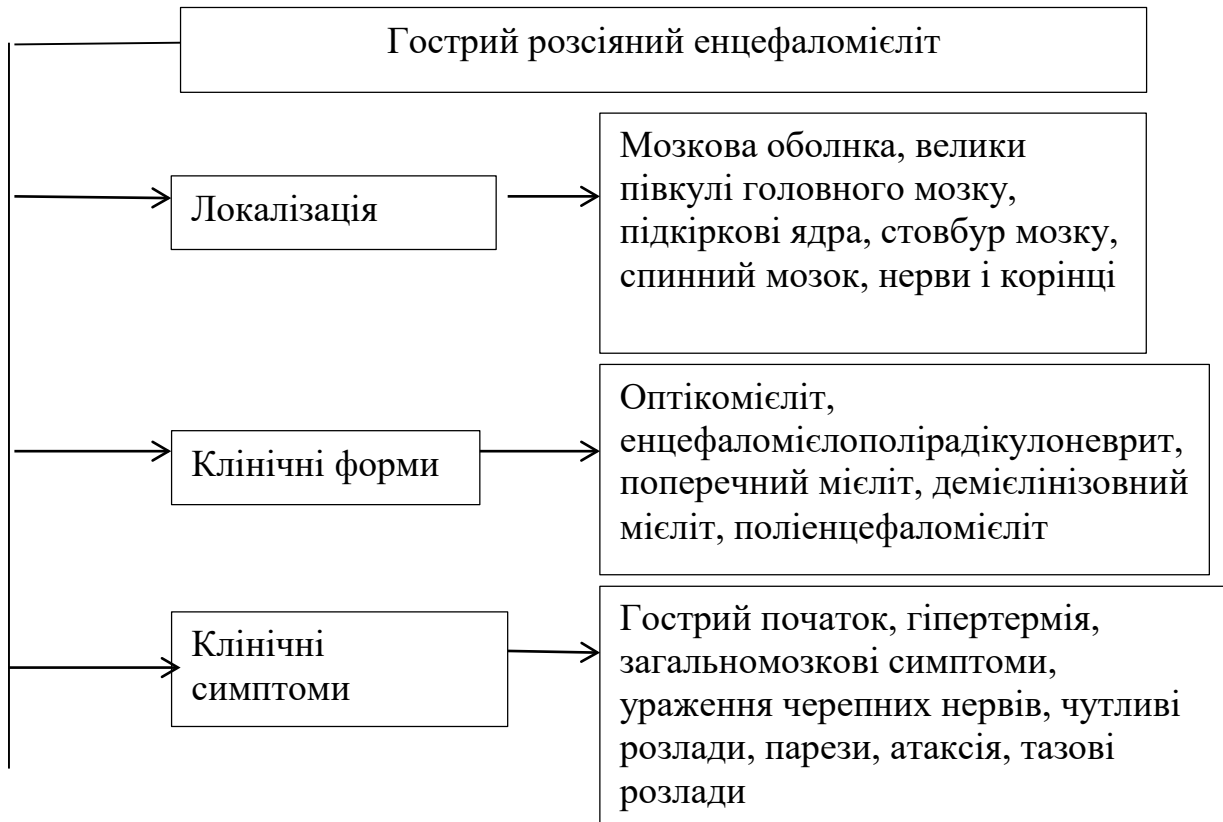 Гострий розсіяний енцефаломієліт
Локалізація
Мозкова оболнка, велики
півкулі головного мозку,
підкіркові ядра, стовбур мозку,
спинний мозок, нерви і корінці
Клінічні форми
Оптікомієліт,
енцефаломієлополірадікулоневрит,
поперечний мієліт, демієлінізовний
мієліт, поліенцефаломієліт
Клінічні
симптоми
Гострий початок, гіпертермія,
загальномозкові симптоми,
ураження черепних нервів, чутливі
розлади, парези, атаксія, тазові
розлади